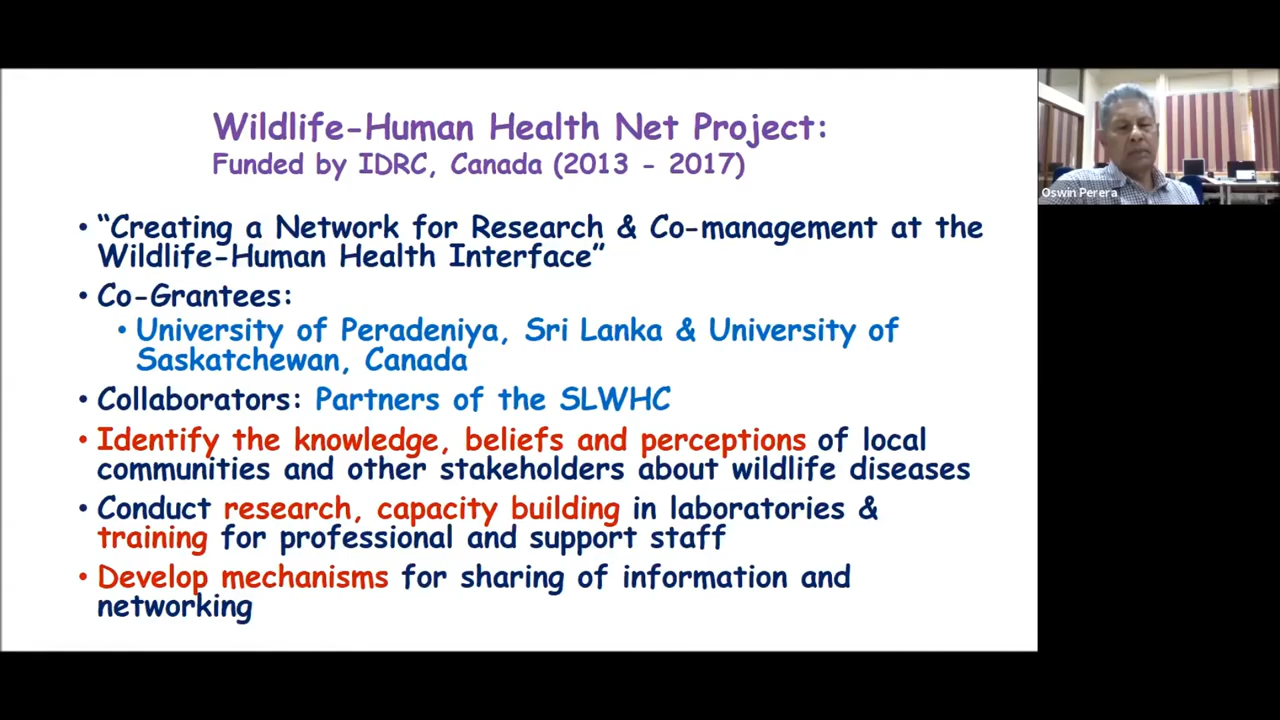 Wildlife-Human Health Net Project:
Funded by IDRC, Canada (2013 - 2017)
• “Creating a Network for Research & Co-management at the
Wildlife-Human Health Interface”
• Co-Grantees:
• University of Peradeniya, Sri Lanka & University of
Saskatchewan, Canada
• Collaborators: Partners of the SLWHC
• Identify the knowledge, beliefs and perceptions of local
communities and other stakeholders about wildlife diseases
• Conduct research, capacity building in laboratories &
training for professional and support staff
• Develop mechanisms for sharing of information and
networking
Oswin Perera